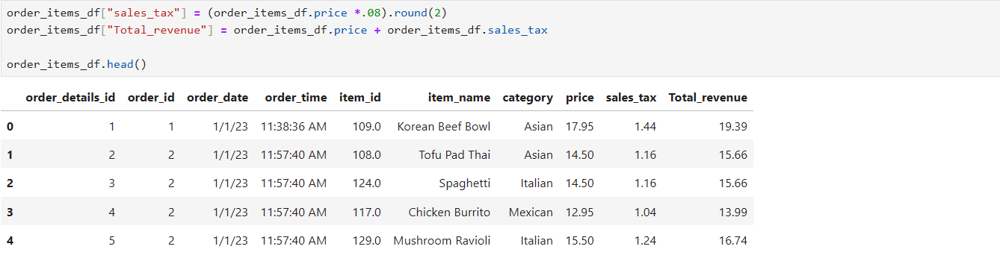 order_items_df["sales_tax"] = (order_items_df.price *.08).round(2)
order_items_df["Total_revenue"] = order_items_df.price + order_items_df.sales_tax
order_items_df.head()
order_details_id order_id order_date order_time item_id item_name category price sales_tax Total_revenue
0 1 1 1/1/23 11:38:36 AM 109.0 Korean Beef Bowl Asian 17.95 1.44 19.39
1 2 2 1/1/23 11:57:40 AM 108.0 Tofu Pad Thai Asian 14.50 1.16 15.66
2 3 2 1/1/23 11:57:40 AM 124.0 Spaghetti Italian 14.50 1.16 15.66
3 4 2 1/1/23 11:57:40 AM 117.0 Chicken Burrito Mexican 12.95 1.04 13.99
4 5 2 1/1/23 11:57:40 AM 129.0 Mushroom Ravioli Italian 15.50 1.24 16.74